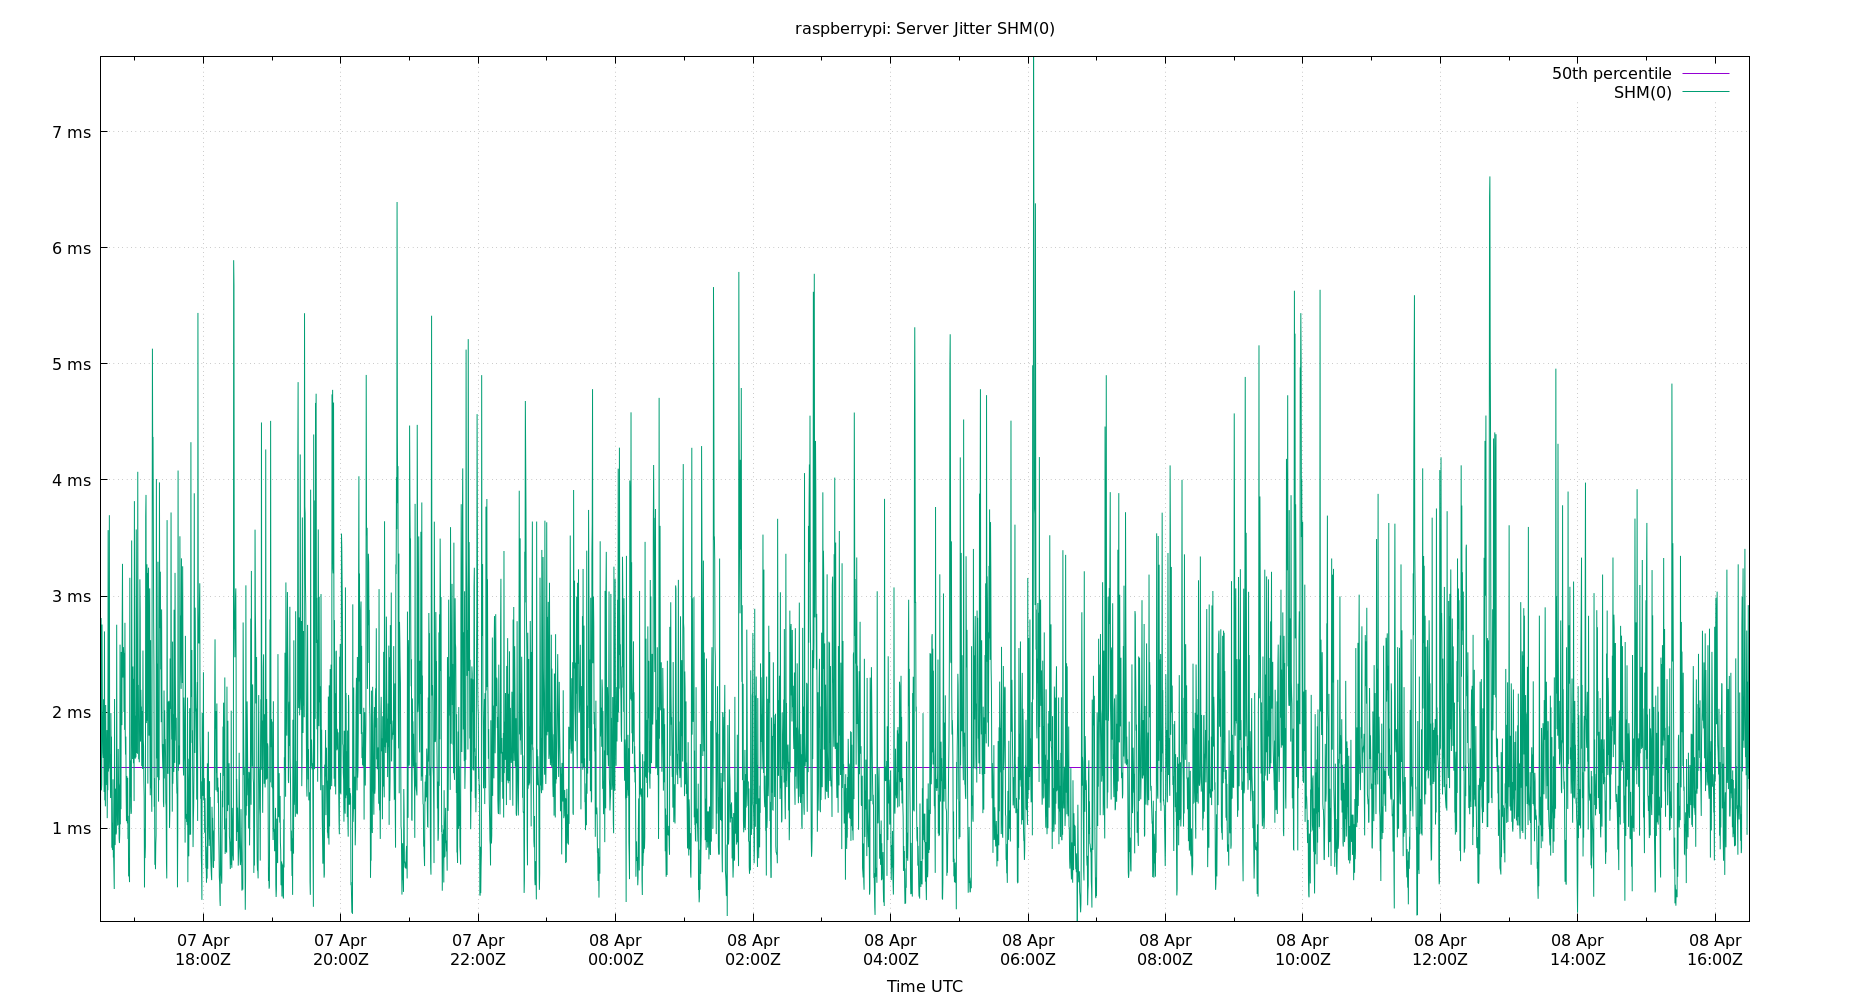 raspberrypi: Server Jitter SHM(0)
50th percentile
SHM(0)
7 ms
6 ms
5 ms
4 ms
3 ms
2 ms
1 ms
07 Apr 07 Apr 07 Apr 08 Apr 08 Apr 08 Apr 08 Apr 08 Apr 08 Apr 08 Apr 08 Apr 08 Apr
18:00Z 20:00Z 22:00Z 00:00Z 02:00Z 04:00Z 06:00Z 08:00Z 10:00Z 12:00Z 14:00Z 16:00Z
Time UTC